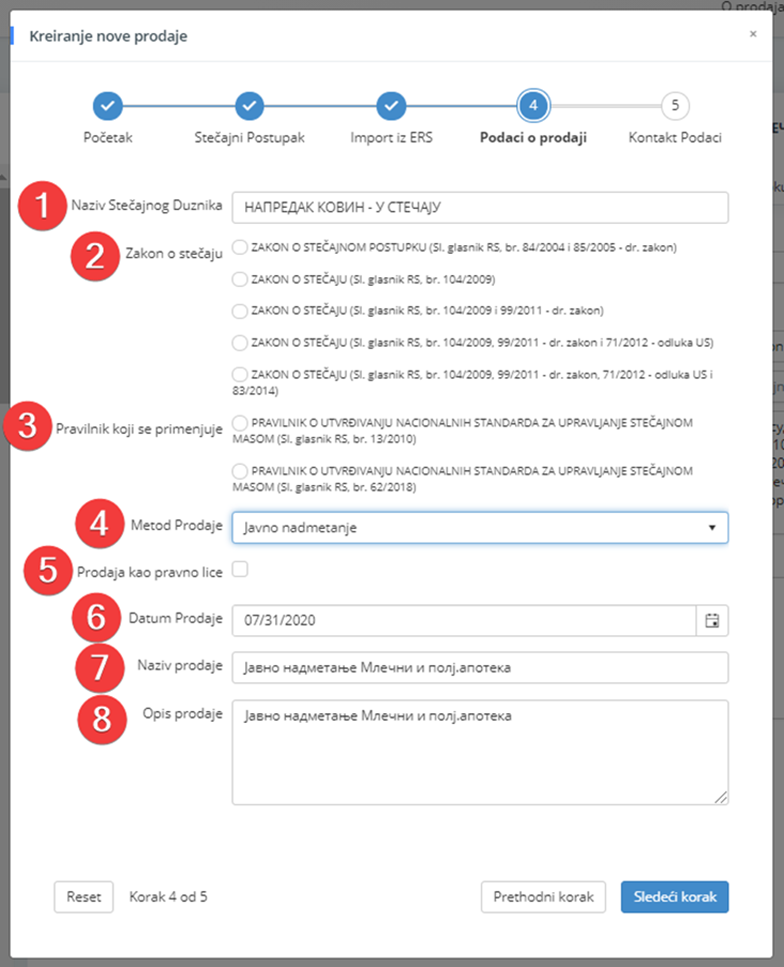 O prodaja
Kreiranje nove prodaje
×
4
5
Početak
Stečajni Postupak
Import iz ERS
Podaci o prodaji
Kontakt Podaci
1 Naziv Stečajnog Duznika НАПРЕДАК КОВИН - У СТЕЧАЈУ
2 Zakon o stečaju ZAKON O STEČAJNOM POSTUPKU (Sl. glasnik RS, br. 84/2004 i 85/2005 - dr. zakon)
ZAKON O STEČAJU (Sl. glasnik RS, br. 104/2009)
ZAKON O STEČAJU (Sl. glasnik RS, br. 104/2009 i 99/2011 - dr. zakon)
ZAKON O STEČAJU (Sl. glasnik RS, br. 104/2009, 99/2011 - dr. zakon i 71/2012 - odluka US)
ZAKON O STEČAJU (Sl. glasnik RS, br. 104/2009, 99/2011 - dr. zakon, 71/2012 - odluka US i
83/2014)
3 Pravilnik koji se primenjuje PRAVILNIK O UTVRĐIVANJU NACIONALNIH STANDARDA ZA UPRAVLJANJE STEČAJNOM
MASOM (Sl. glasnik RS, br. 13/2010)
PRAVILNIK O UTVRĐIVANJU NACIONALNIH STANDARDA ZA UPRAVLJANJE STEČAJNOM
MASOM (Sl. glasnik RS, br. 62/2018)
4 Metod Prodaje Javno nadmetanje
5 Prodaja kao pravno lice
6 Datum Prodaje 07/31/2020
7 Naziv prodaje Јавно надметање Млечни и полј.апотека
8 Opis prodaje Јавно надметање Млечни и полј.апотека
Reset Korak 4 od 5 Prethodni korak Sledeći korak